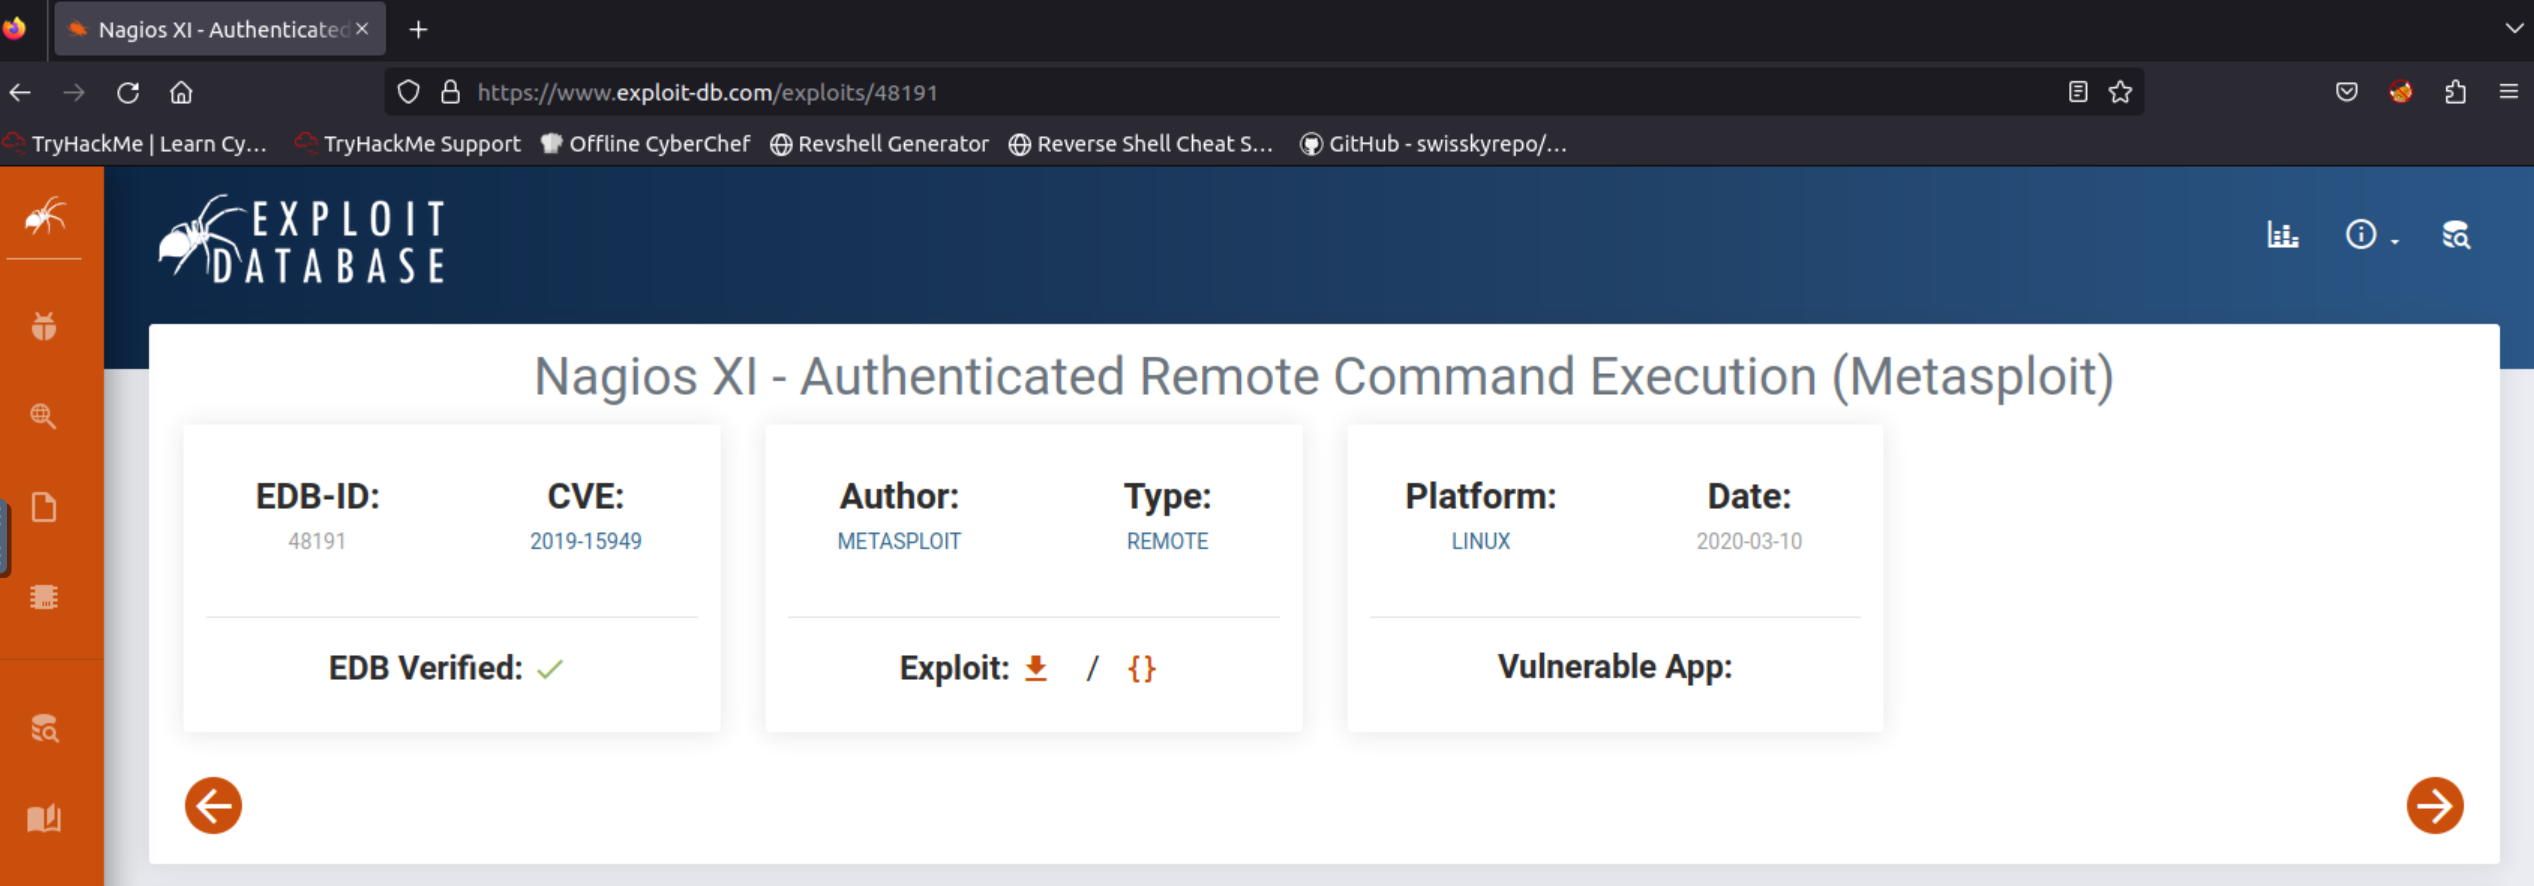 Nagios XI - Authenticated
https://www.exploit-db.com/exploits/48191
TryHackMe | Learn Cy... TryHackMe Support Offline CyberChef Revshell Generator Reverse Shell Cheat S... GitHub - swisskyrepo/...
EXPLOIT
DATABASE
Nagios XI - Authenticated Remote Command Execution (Metasploit)
EDB-ID: CVE: Author: Type: Platform: Date:
48191 2019-15949 METASPLOIT REMOTE LINUX 2020-03-10
EDB Verified: Exploit: / {} Vulnerable App: